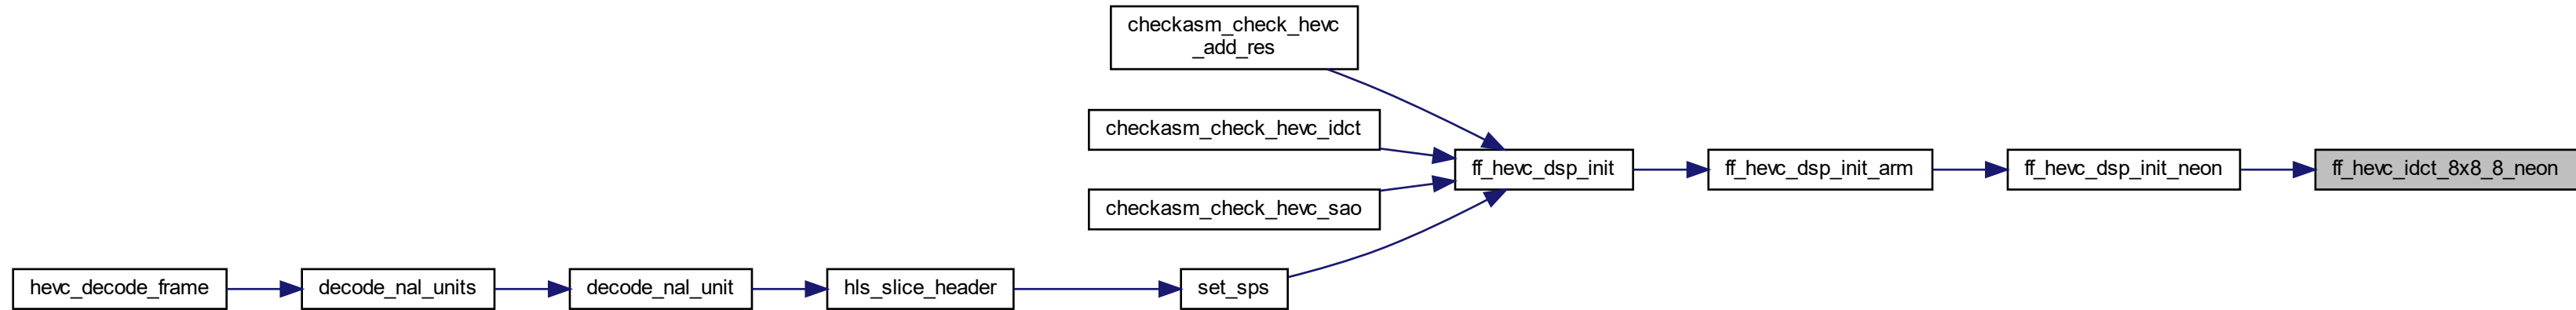 checkasm_check_hevc
_add_res
checkasm_check_hevc_idct
ff_hevc_dsp_init
ff_hevc_dsp_init_arm
ff_hevc_dsp_init_neon
ff_hevc_idct_8x8_8_neon
checkasm_check_hevc_sao
hevc_decode_frame
decode_nal_units
decode_nal_unit
hls_slice_header
set_sps